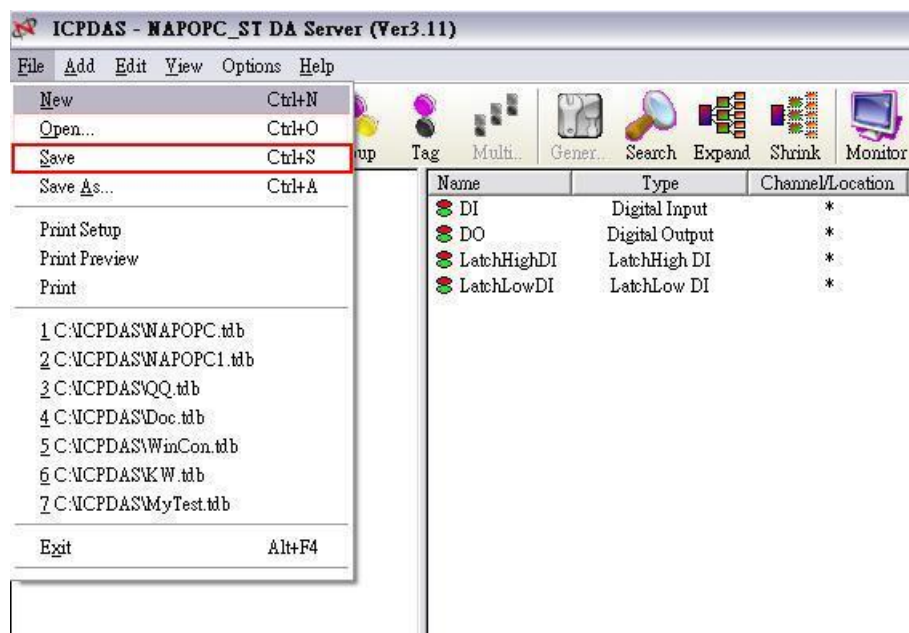 ICPDAS - NAPOPC_ST DA Server (Ver3.11)
File Add Edit View Options Help
New Ctrl+N
Open... Ctrl+O
Save Ctrl+S
Save As... Ctrl+A
Print Setup
Print Preview
Print
1 C:\ICPDAS\NAPOPC.tdb
2 C:\ICPDAS\NAPOPC1.tdb
3 C:\ICPDAS\QQ.tdb
4 C:\ICPDAS\Doc.tdb
5 C:\ICPDAS\WinCon.tdb
6 C:\ICPDAS\KW.tdb
7 C:\ICPDAS\MyTest.tdb
Exit Alt+F4
up Tag Multi.. Gener.. Search Expand Shrink Monitor
Name Type Channel/Location
DI Digital Input *
DO Digital Output *
LatchHighDI LatchHigh DI *
LatchLowDI LatchLow DI *